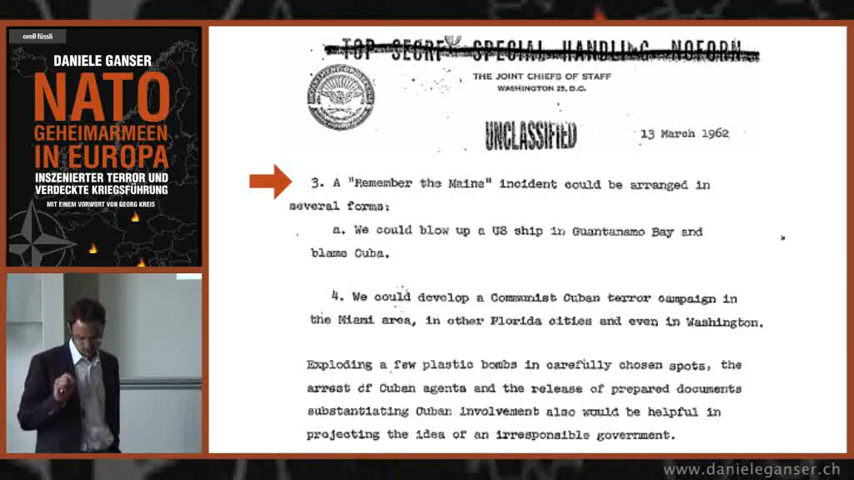 orell füssli
DANIELE GANSER
NATO
GEHEIMARMEEN
IN EUROPA
INSZENIERTER TERROR UND
VERDECKTE KRIEGSFÜHRUNG
MIT EINEM VORWORT VON GEORG KREIS
TOP SECRET SPECIAL HANDLING NOFORN
THE JOINT CHIEFS OF STAFF
WASHINGTON 25, D.C.
UNCLASSIFIED
13 March 1962
3. A "Remember the Maine" incident could be arranged in
several forms:
a. We could blow up a US ship in Guantanamo Bay and
blame Cuba.
4. We could develop a Communist Cuban terror campaign in
the Miami area, in other Florida cities and even in Washington.
Exploding a few plastic bombs in carefully chosen spots, the
arrest of Cuban agents and the release of prepared documents
substantiating Cuban involvement also would be helpful in
projecting the idea of an irresponsible government.
www.danieleganser.ch